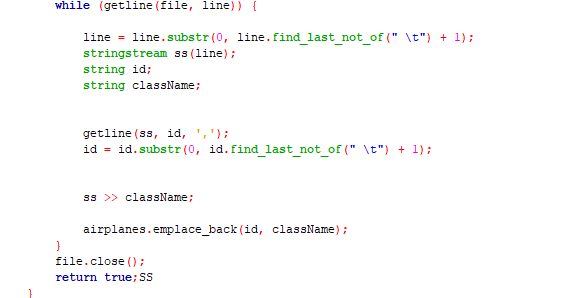 while (getline(file, line)) {
line = line.substr(0, line.find_last_not_of(" \t") + 1);
stringstream ss(line);
string id;
string className;
getline(ss, id, ',');
id = id.substr(0, id.find_last_not_of(" \t") + 1);
ss >> className;
airplanes.emplace_back(id, className);
}
file.close();
return true;SS
}